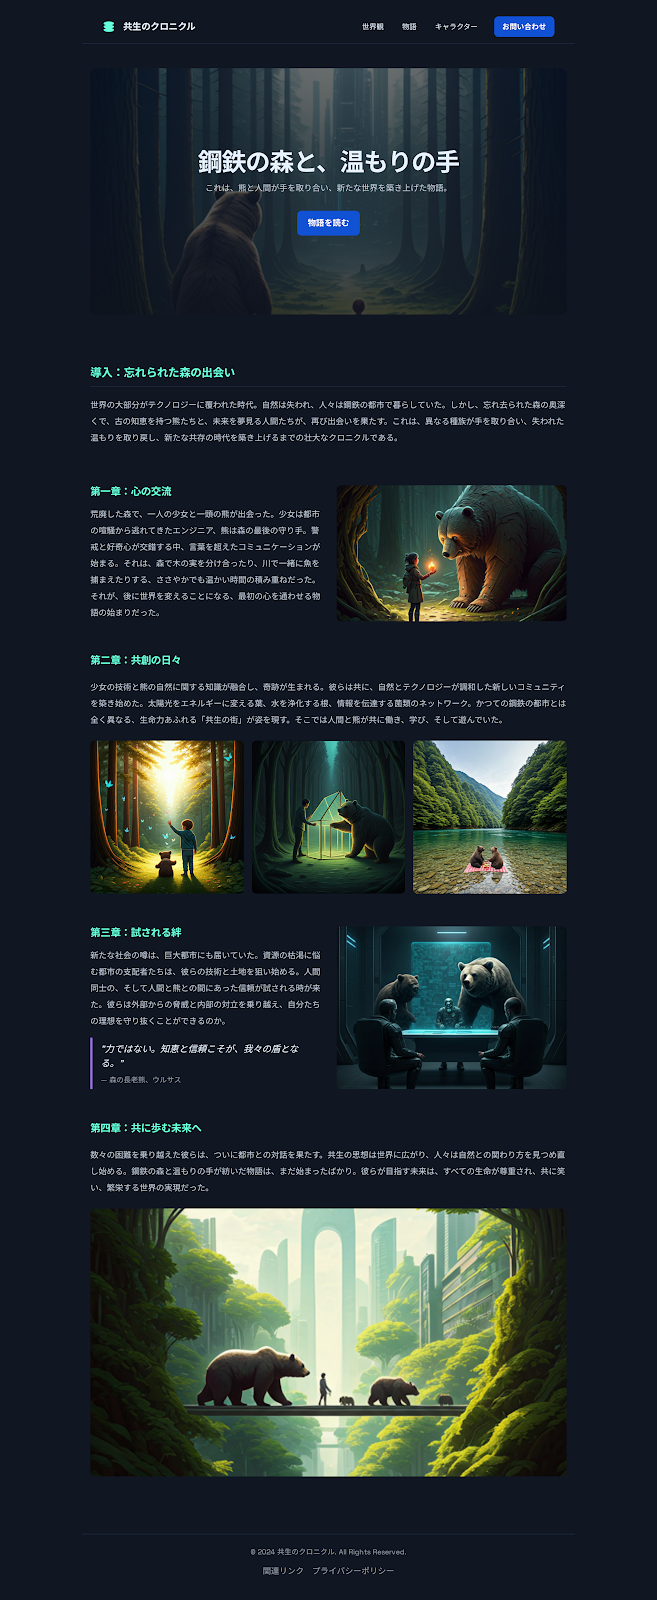 共生のクロニクル
世界観 物語 キャラクター お問い合わせ
鋼鉄の森と、温もりの手
これは、熊と人間が手を取り合い、新たな世界を築き上げた物語。
物語を読む
導入：忘れられた森の出会い
世界の大部分がテクノロジーに覆われた時代。自然は失われ、人々は鋼鉄の都市で暮らしていた。しかし、忘れ去られた森の奥深
くで、古の知恵を持つ熊たちと、未来を夢見る人間たちが、再び出会いを果たす。これは、異なる種族が手を取り合い、失われた
温もりを取り戻し、新たな共存の時代を築き上げるまでの壮大なクロニクルである。
第一章：心の交流
荒廃した森で、一人の少女と一頭の熊が出会った。少女は都市
の喧騒から逃れてきたエンジニア、熊は森の最後の守り手。警
戒と好奇心が交錯する中、言葉を超えたコミュニケーションが
始まる。それは、森で木の実を分け合ったり、川で一緒に魚を
捕まえたりする、ささやかでも温かい時間の積み重ねだった。
それが、後に世界を変えることになる、最初の心を通わせる物
語の始まりだった。
第二章：共創の日々
少女の技術と熊の自然に関する知識が融合し、奇跡が生まれる。彼らは共に、自然とテクノロジーが調和した新しいコミュニティ
を築き始めた。太陽光をエネルギーに変える葉、水を浄化する根、情報を伝達する菌類のネットワーク。かつての鋼鉄の都市とは
全く異なる、生命力あふれる「共生の街」が姿を現す。そこでは人間と熊が共に働き、学び、そして遊んでいた。
第三章：試される絆
新たな社会の噂は、巨大都市にも届いていた。資源の枯渇に悩
む都市の支配者たちは、彼らの技術と土地を狙い始める。人間
同士の、そして人間と熊との間にあった信頼が試される時が来
た。彼らは外部からの脅威と内部の対立を乗り越え、自分たち
の理想を守り抜くことができるのか。
"力ではない。知恵と信頼こそが、我々の盾とな
る。"
— 森の長老熊、ウルサス
第四章：共に歩む未来へ
数々の困難を乗り越えた彼らは、ついに都市との対話を果たす。共生の思想は世界に広がり、人々は自然との関わり方を見つめ直
し始める。鋼鉄の森と温もりの手が紡いだ物語は、まだ始まったばかり。彼らが目指す未来は、すべての生命が尊重され、共に笑
い、繁栄する世界の実現だった。
© 2024 共生のクロニクル. All Rights Reserved.
関連リンク プライバシーポリシー